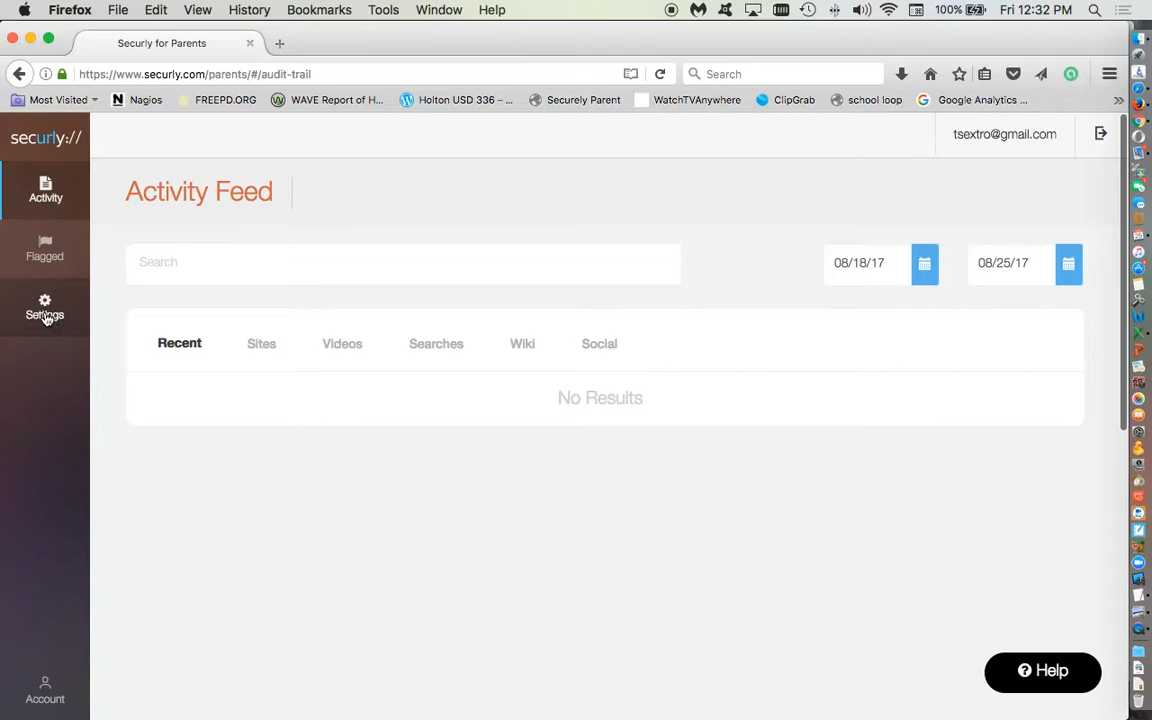 Firefox File Edit View History Bookmarks Tools Window Help 100% Fri 12:32 PM
Securly for Parents
https://www.securly.com/parents/#/audit-trail Search
Most Visited Nagios FREEPD.ORG WAVE Report of H... Holton USD 336 – ... Securely Parent WatchTVAnywhere ClipGrab school loop Google Analytics ...
securly:// tsextro@gmail.com
Activity
Activity Feed
Flagged
Search 08/18/17 08/25/17
Settings
Recent Sites Videos Searches Wiki Social
No Results
Help
Account